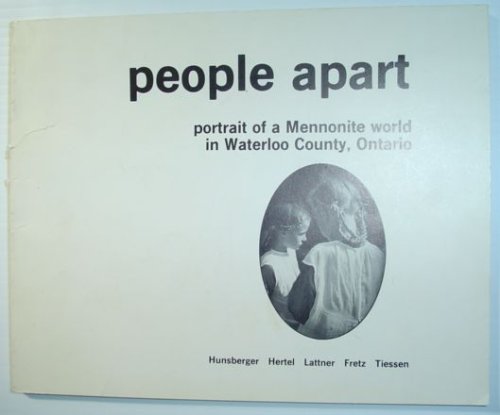 people apart
portrait of a Mennonite world
in Waterloo County, Ontario
Hunsberger Hertel Lattner Fretz Tiessen